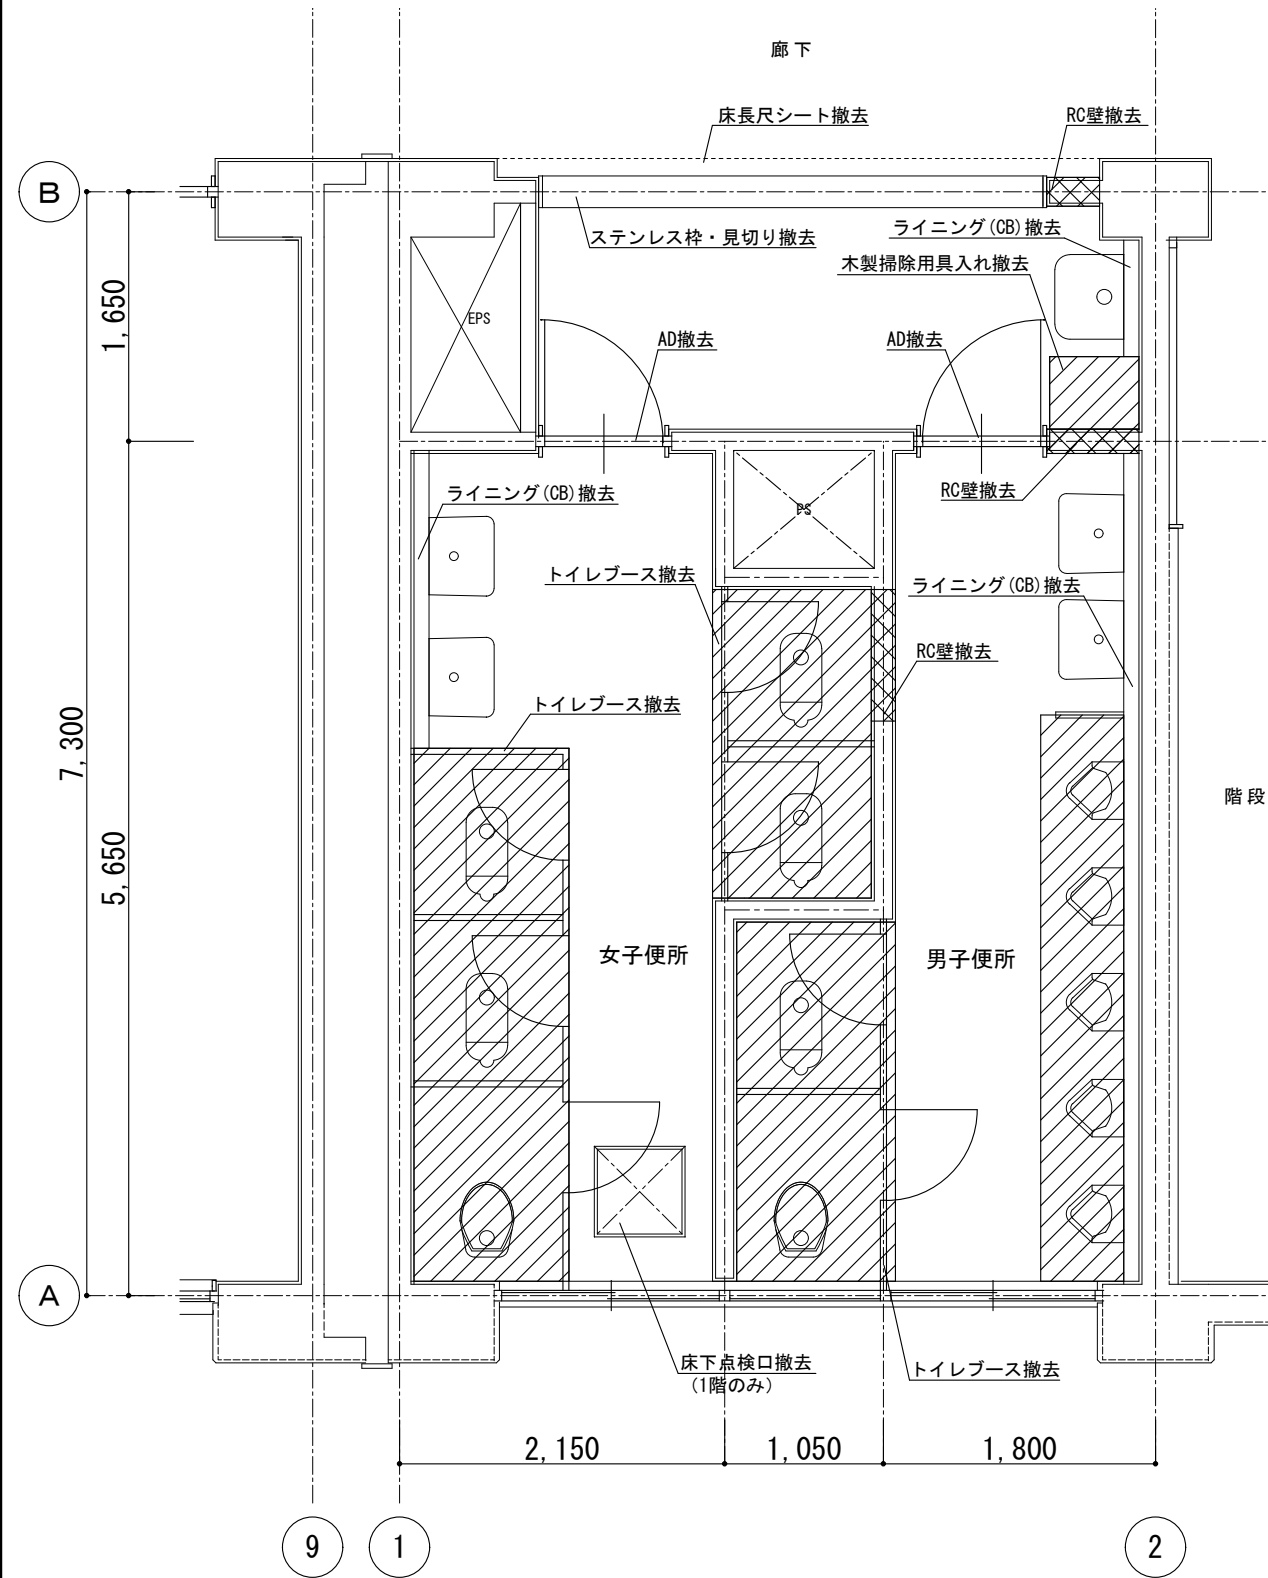 廊下
床長尺シート撤去
RC壁撤去
B
ステンレス枠・見切り撤去
ライニング(CB)撤去
木製掃除用具入れ撤去
1,650
EPS
AD撤去
AD撤去
ライニング(CB)撤去
RC壁撤去
PS
トイレブース撤去
ライニング(CB)撤去
RC壁撤去
トイレブース撤去
7,300
階段
5,650
女子便所
男子便所
A
床下点検口撤去
(1階のみ)
トイレブース撤去
2,150
1,050
1,800
9
1
2